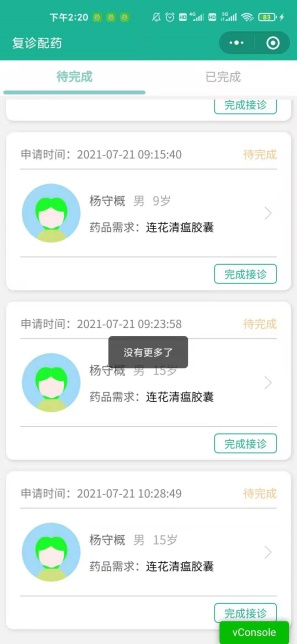 下午2:20
83
复诊配药
待完成 已完成
完成接诊
申请时间：2021-07-21 09:15:40 待完成
杨守概 男 9岁
药品需求：连花清瘟胶囊
完成接诊
申请时间：2021-07-21 09:23:58 待完成
没有更多了
杨守概 男 15岁
药品需求：连花清瘟胶囊
完成接诊
申请时间：2021-07-21 10:28:49 待完成
杨守概 男 15岁
药品需求：连花清瘟胶囊
完成接诊
vConsole